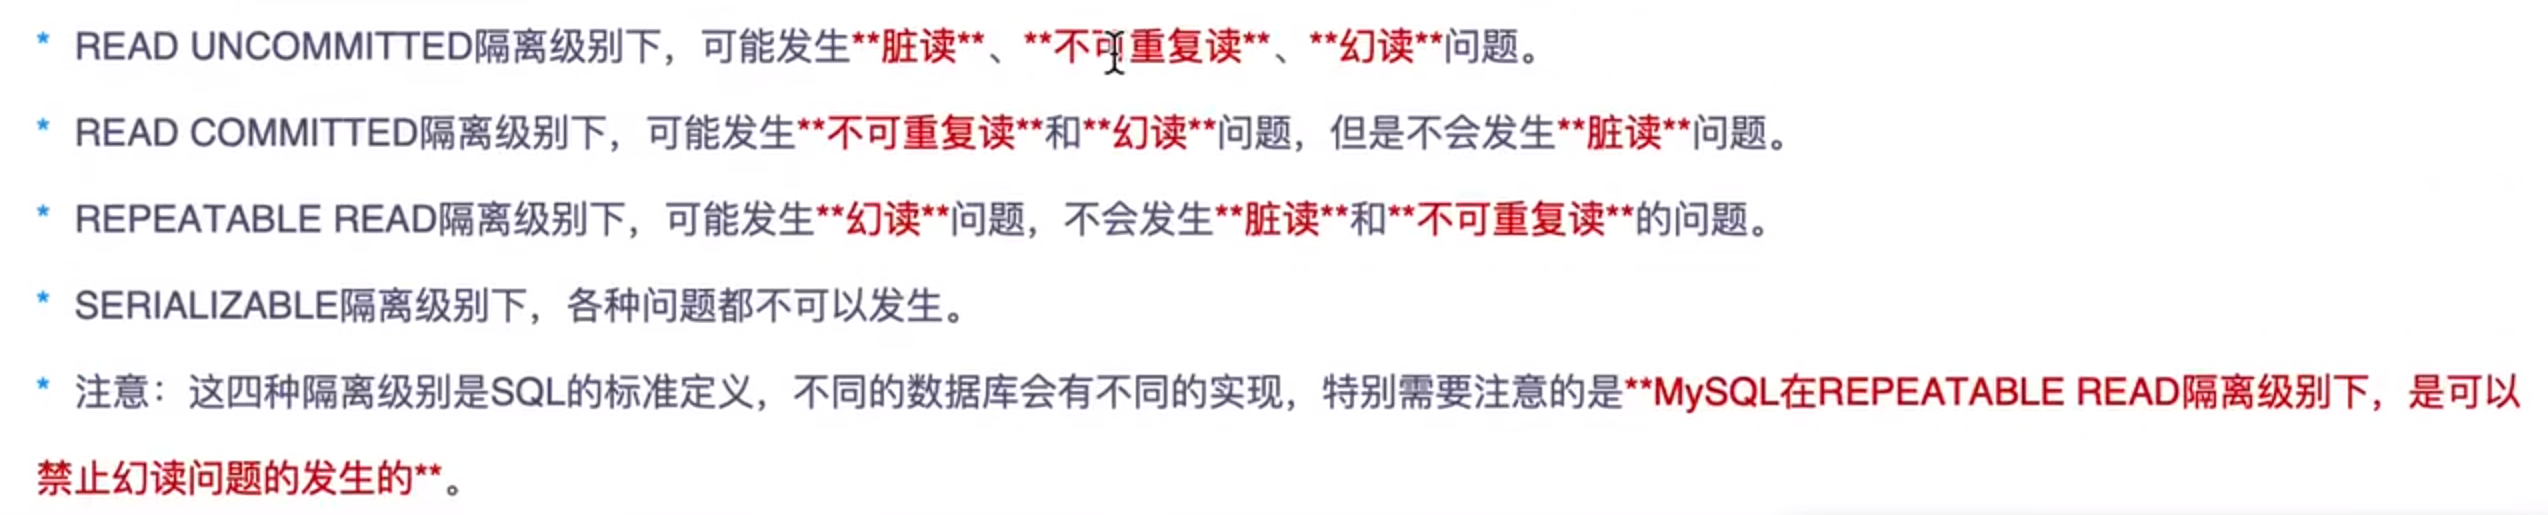 * READ UNCOMMITTED隔离级别下，可能发生**脏读**、**不可重复读**、**幻读**问题。
* READ COMMITTED隔离级别下，可能发生**不可重复读**和**幻读**问题，但是不会发生**脏读**问题。
* REPEATABLE READ隔离级别下，可能发生**幻读**问题，不会发生**脏读**和**不可重复读**的问题。
* SERIALIZABLE隔离级别下，各种问题都不可以发生。
* 注意：这四种隔离级别是SQL的标准定义，不同的数据库会有不同的实现，特别需要注意的是**MySQL在REPEATABLE READ隔离级别下，是可以
禁止幻读问题的发生的**。